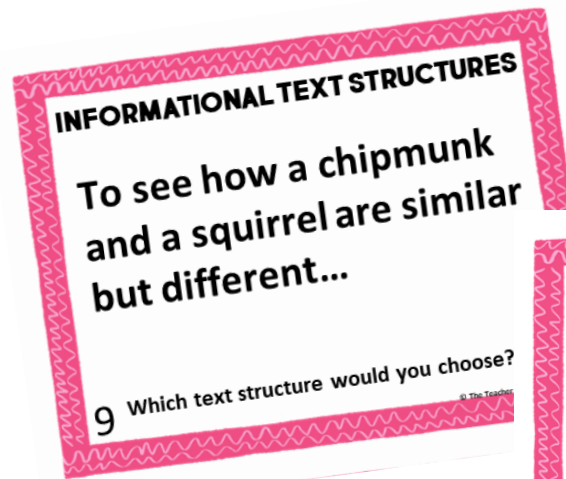 INFORMATIONAL TEXT STRUCTURES
To see how a chipmunk
and a squirrel are similar
but different...
9 Which text structure would you choose?
© The Teacher